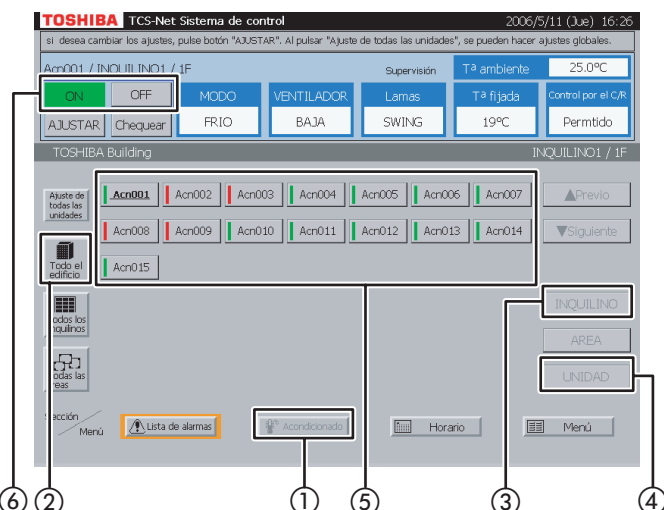 TOSHIBA TCS-Net Sistema de control 2006/5/11 (Jue) 16:26
si desea cambiar los ajustes, pulse botón "AJUSTAR". Al pulsar "Ajuste de todas las unidades", se pueden hacer ajustes globales.
Acn001 / INQUILINO1 / 1F Supervisión Tª ambiente 25.0ºC
ON OFF MODO VENTILADOR Lamas Tª fijada Control por el C/R
AJUSTAR Chequear FRIO BAJA SWING 19ºC Permtido
TOSHIBA Building INQUILINO1 / 1F
Ajuste de
todas las
unidades
Acn001 Acn002 Acn003 Acn004 Acn005 Acn006 Acn007 ▲Previo
Acn008 Acn009 Acn010 Acn011 Acn012 Acn013 Acn014 ▼Siguiente
Todo el
edificio
Acn015
odos los
nquilinos
INQUILINO
AREA
odas las
reas
UNIDAD
ección
Menú
Lista de alarmas Acondicionado Horario Menú
6 2 1 5 3 4